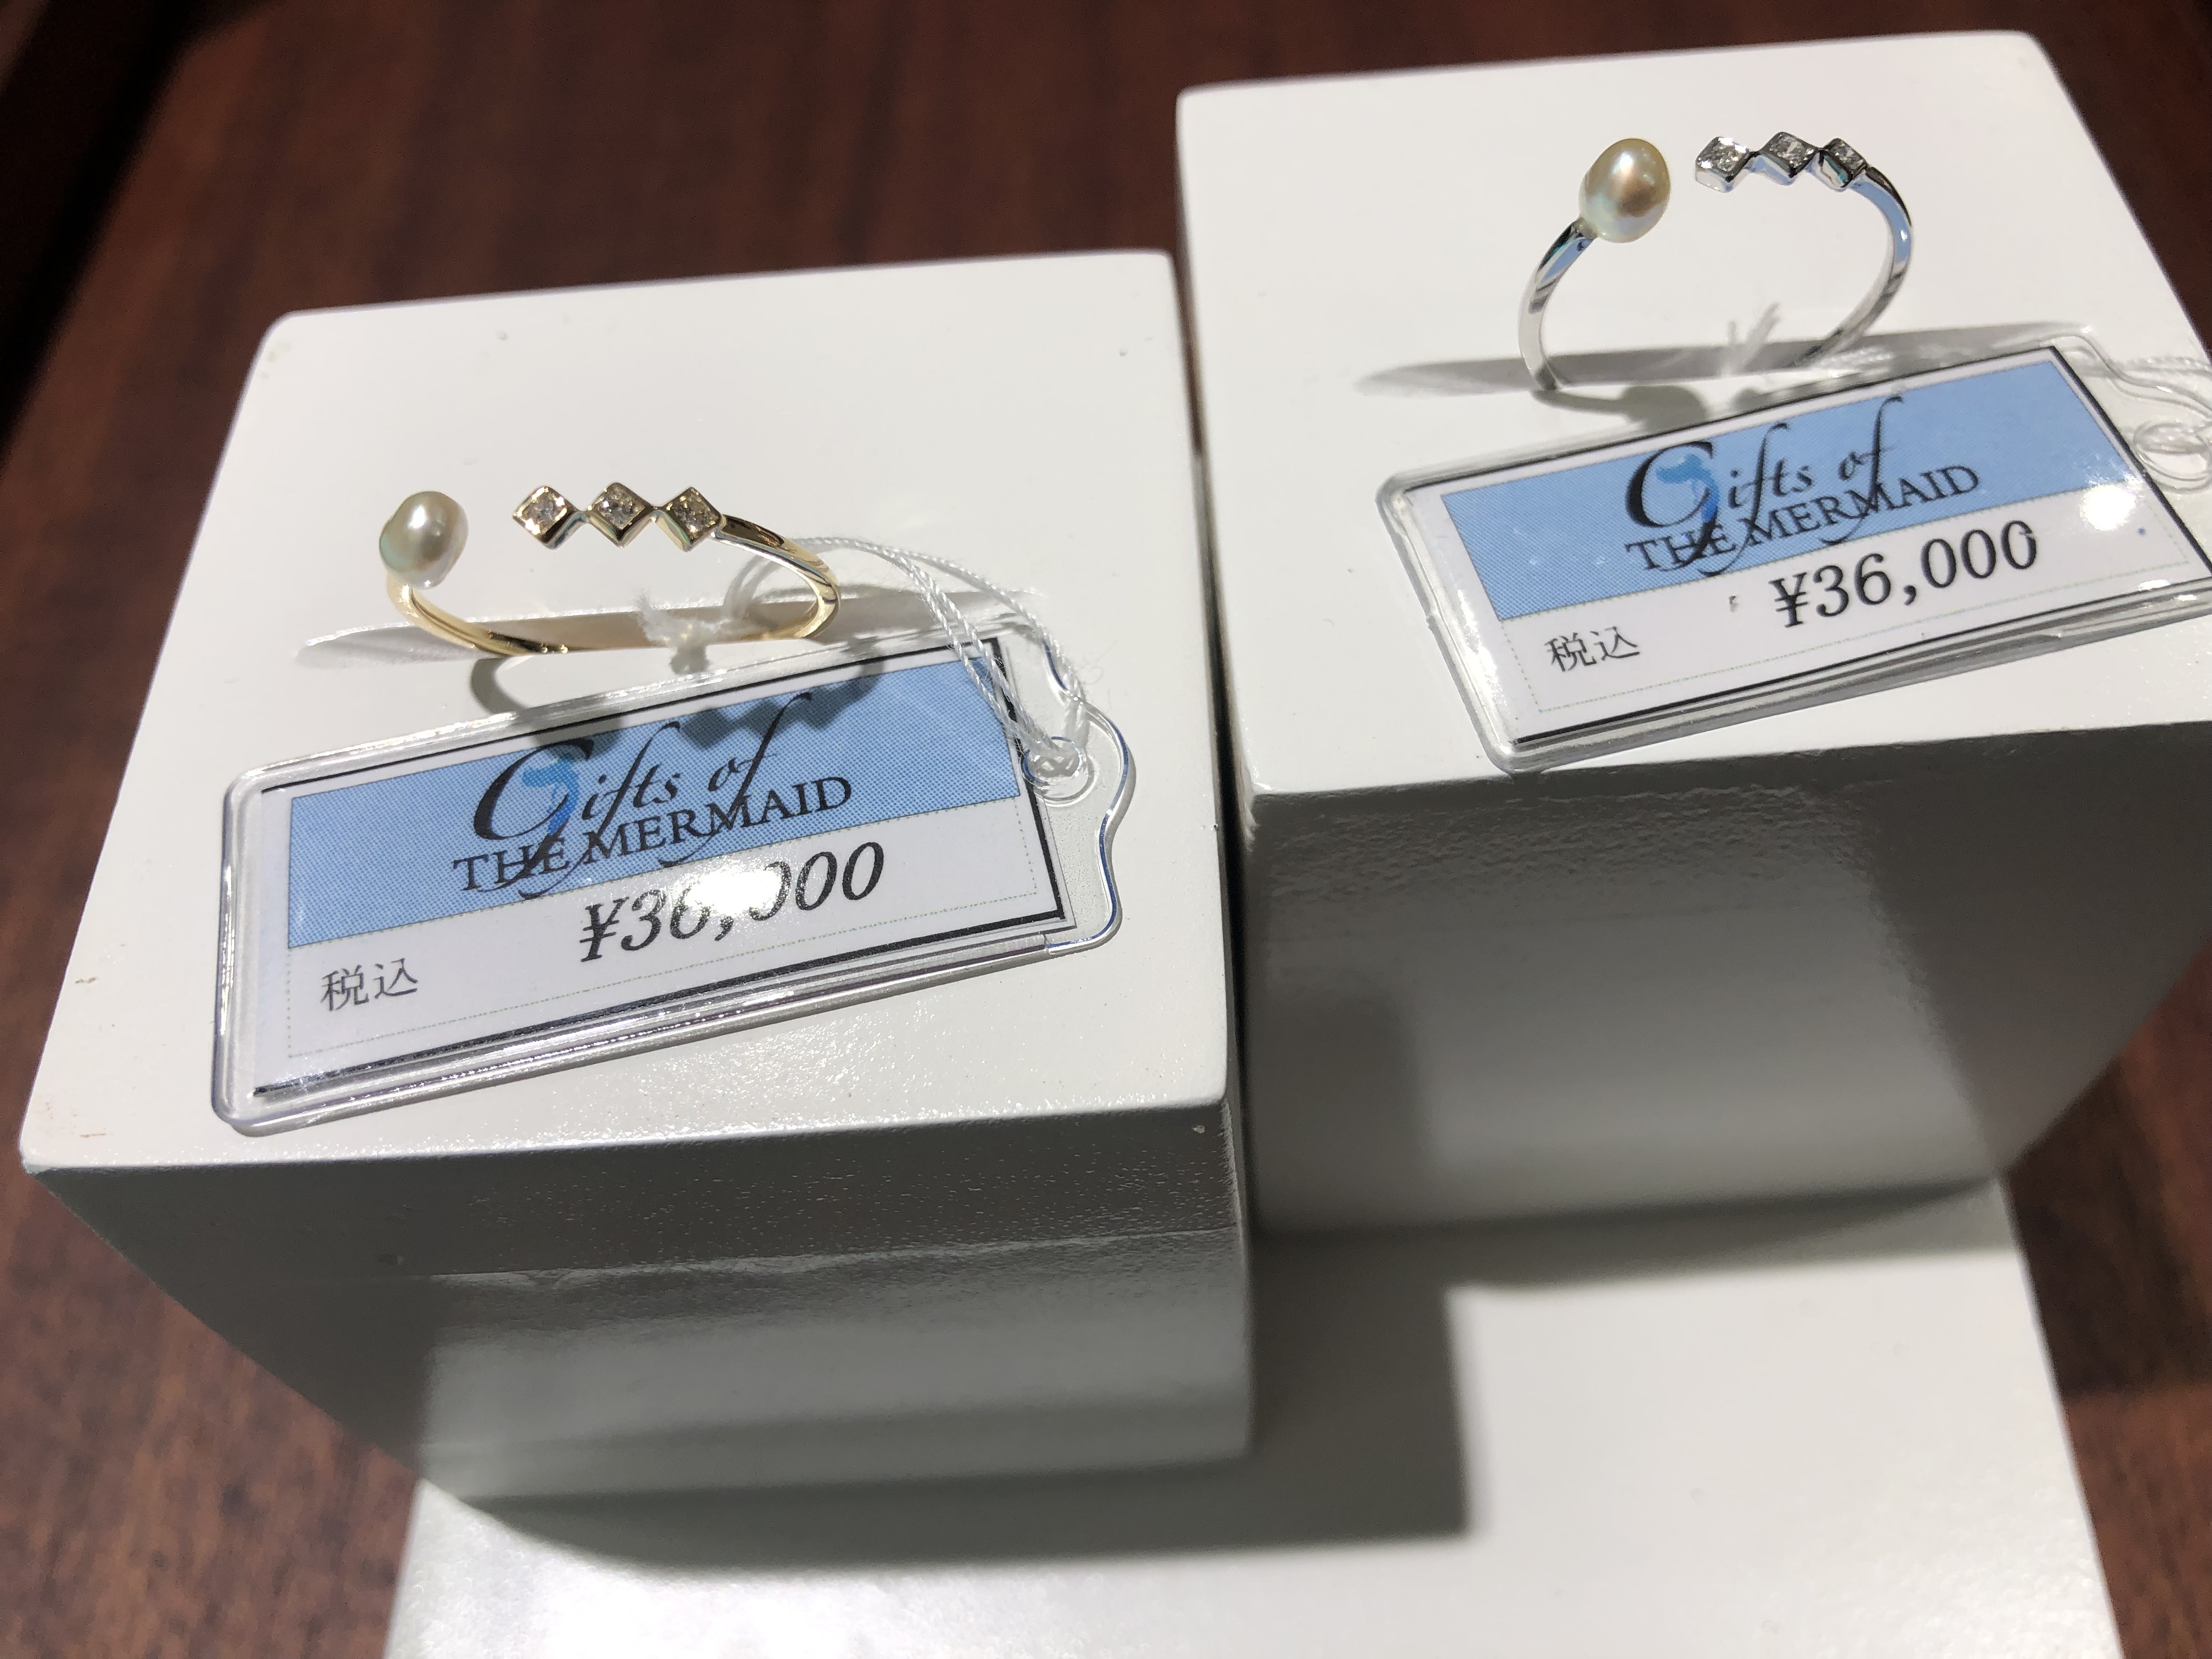 Gifts of
THE MERMAID
¥36,000
税込
Gifts of
THE MERMAID
¥36,000
税込